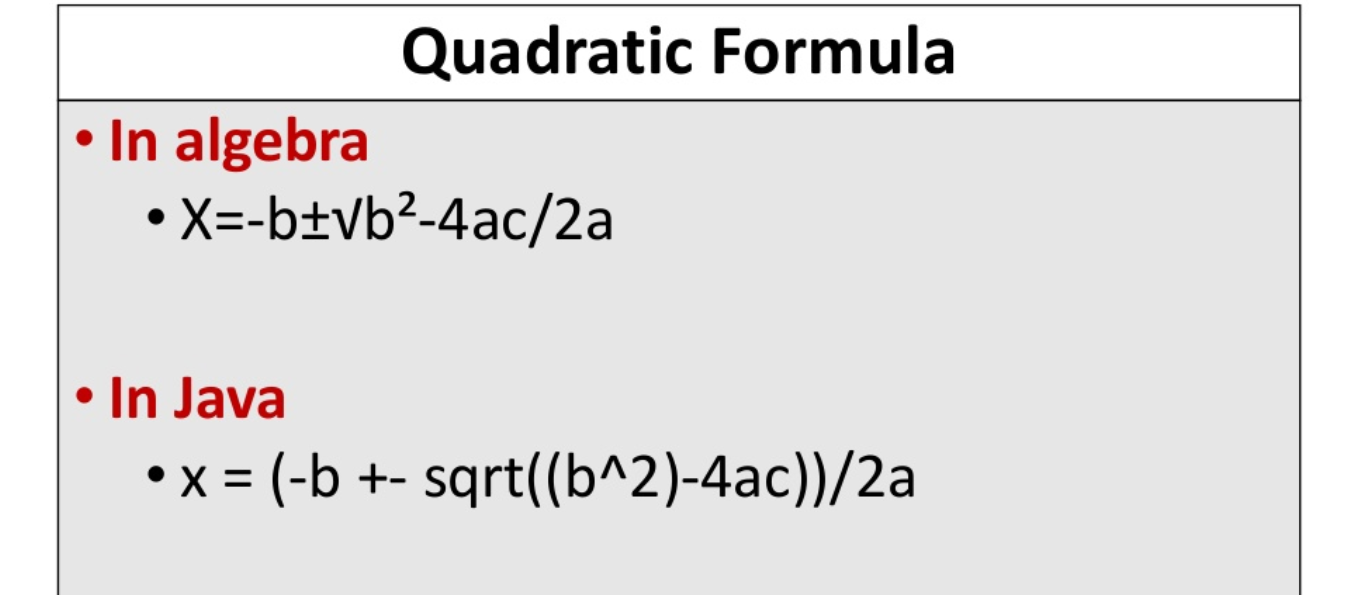 Quadratic Formula
• In algebra
• X=-b±√b²-4ac/2a
• In Java
• x = (-b +- sqrt((b^2)-4ac))/2a